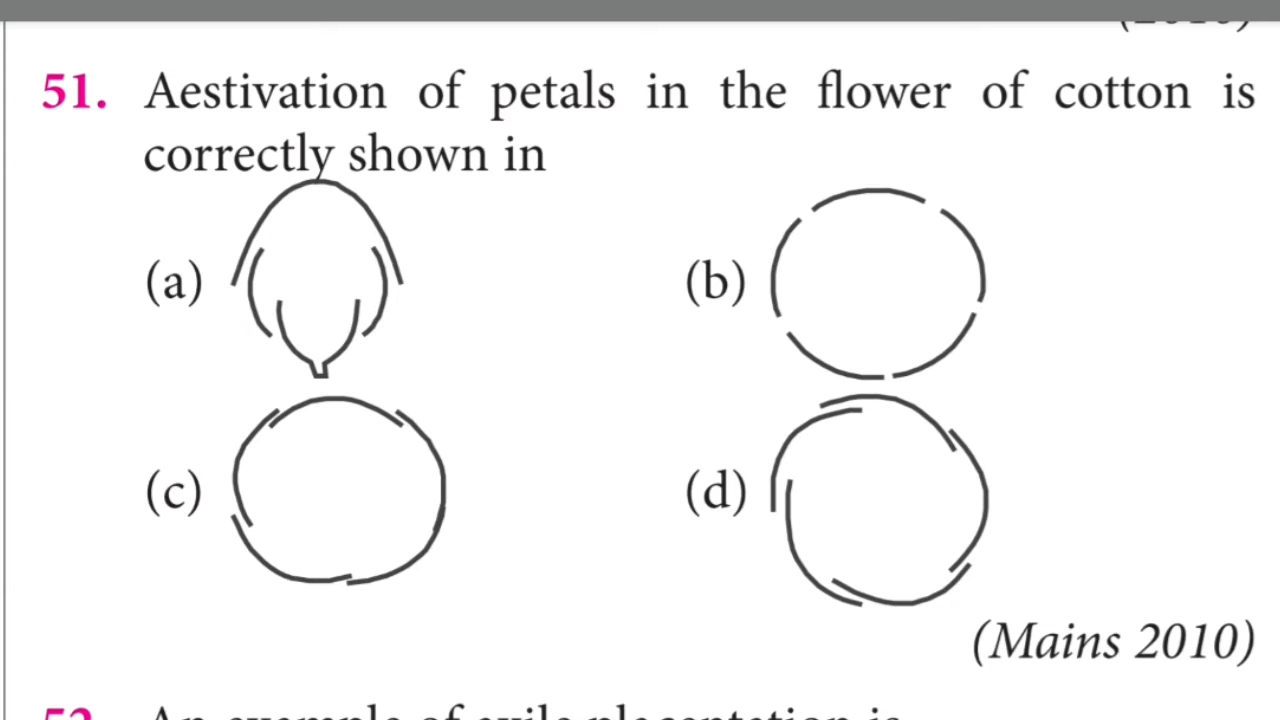 51. Aestivation of petals in the flower of cotton is
correctly shown in
(a) (b)
(c) (d)
(Mains 2010)